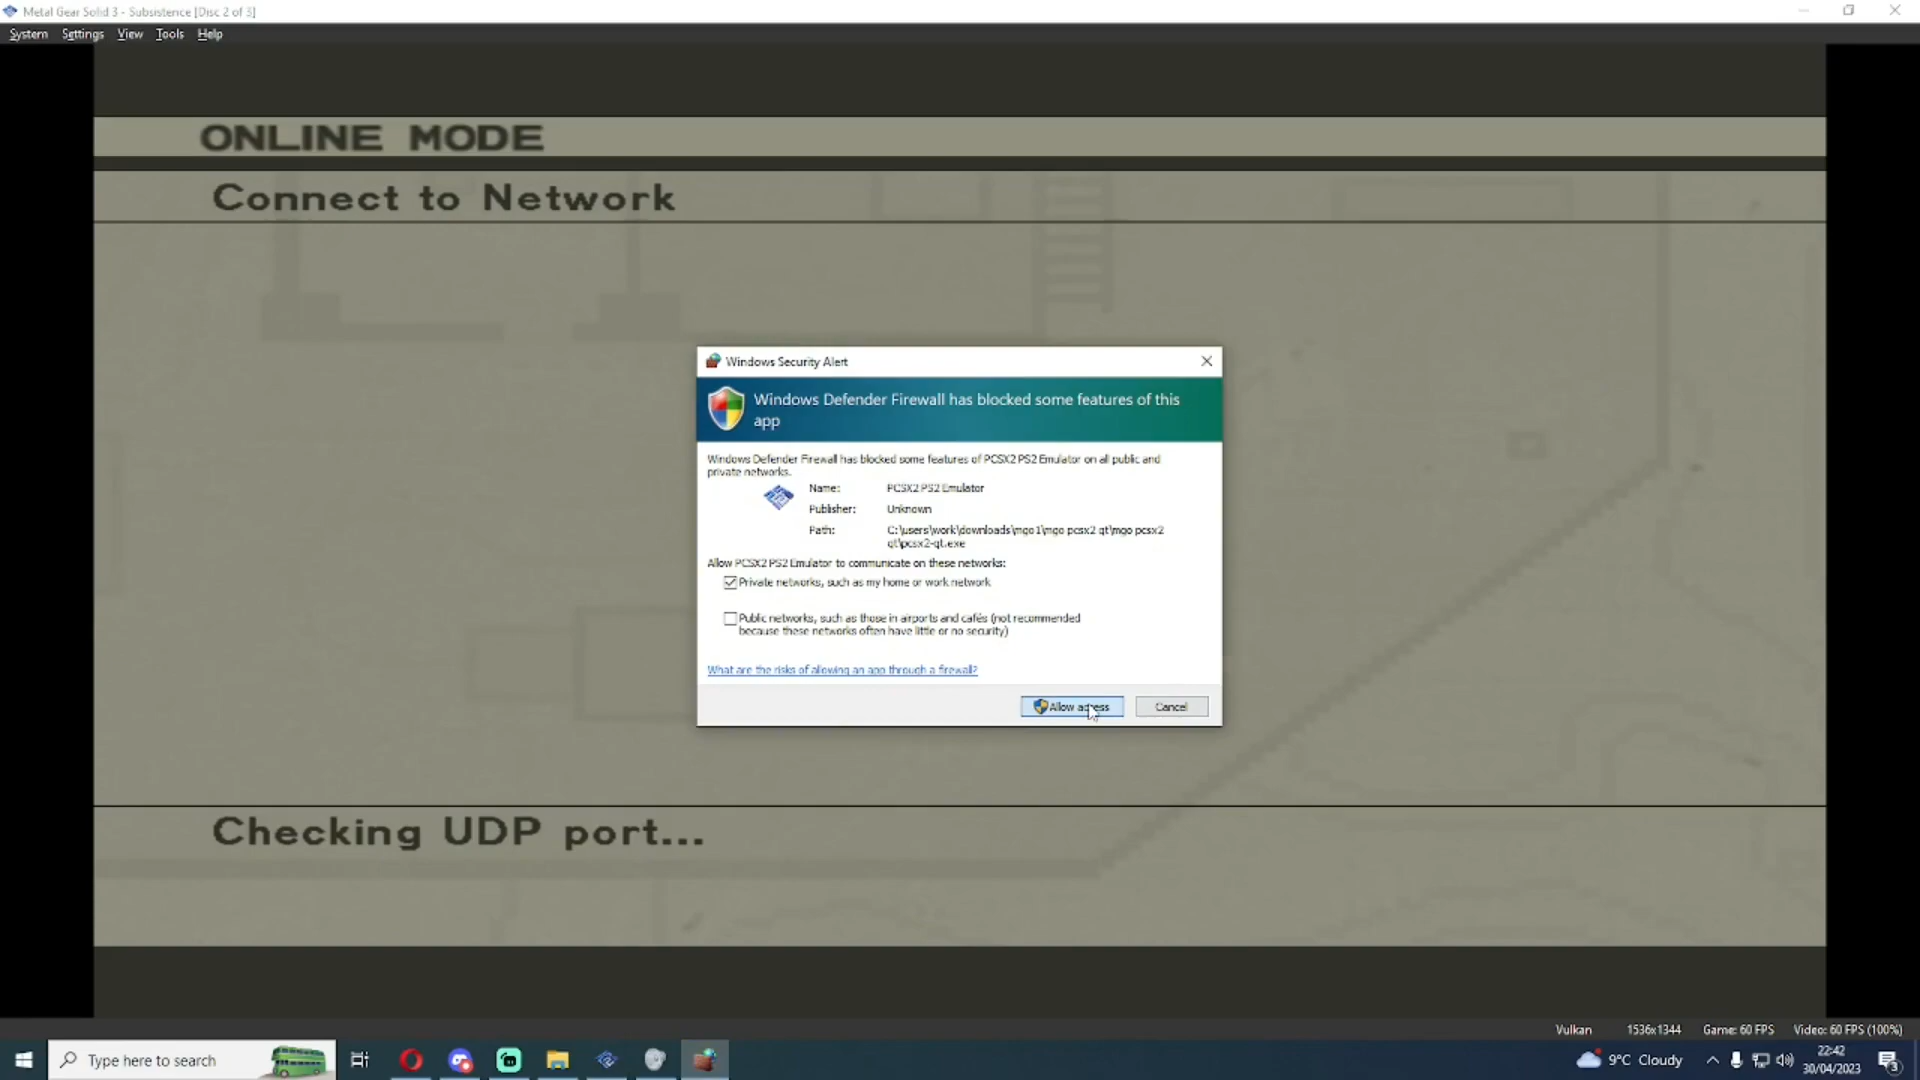 Metal Gear Solid 3 - Subsistence [Disc 2 of 3]
System Settings View Tools Help
ONLINE MODE
Connect to Network
Windows Security Alert
Windows Defender Firewall has blocked some features of this
app
Windows Defender Firewall has blocked some features of PCSX2 PS2 Emulator on all public and
private networks.
Name: PCSX2 PS2 Emulator
Publisher: Unknown
Path: C:\users\work\downloads\mgo1\mgo pcsx2 qt\mgo pcsx2
qt\pcsx2-qt.exe
Allow PCSX2 PS2 Emulator to communicate on these networks:
Private networks, such as my home or work network
Public networks, such as those in airports and cafés (not recommended
because these networks often have little or no security)
What are the risks of allowing an app through a firewall?
Allow access Cancel
Checking UDP port...
Vulkan 1536x1344 Game: 60 FPS Video: 60 FPS (100%)
Type here to search
9°C Cloudy
22:42
30/04/2023
3